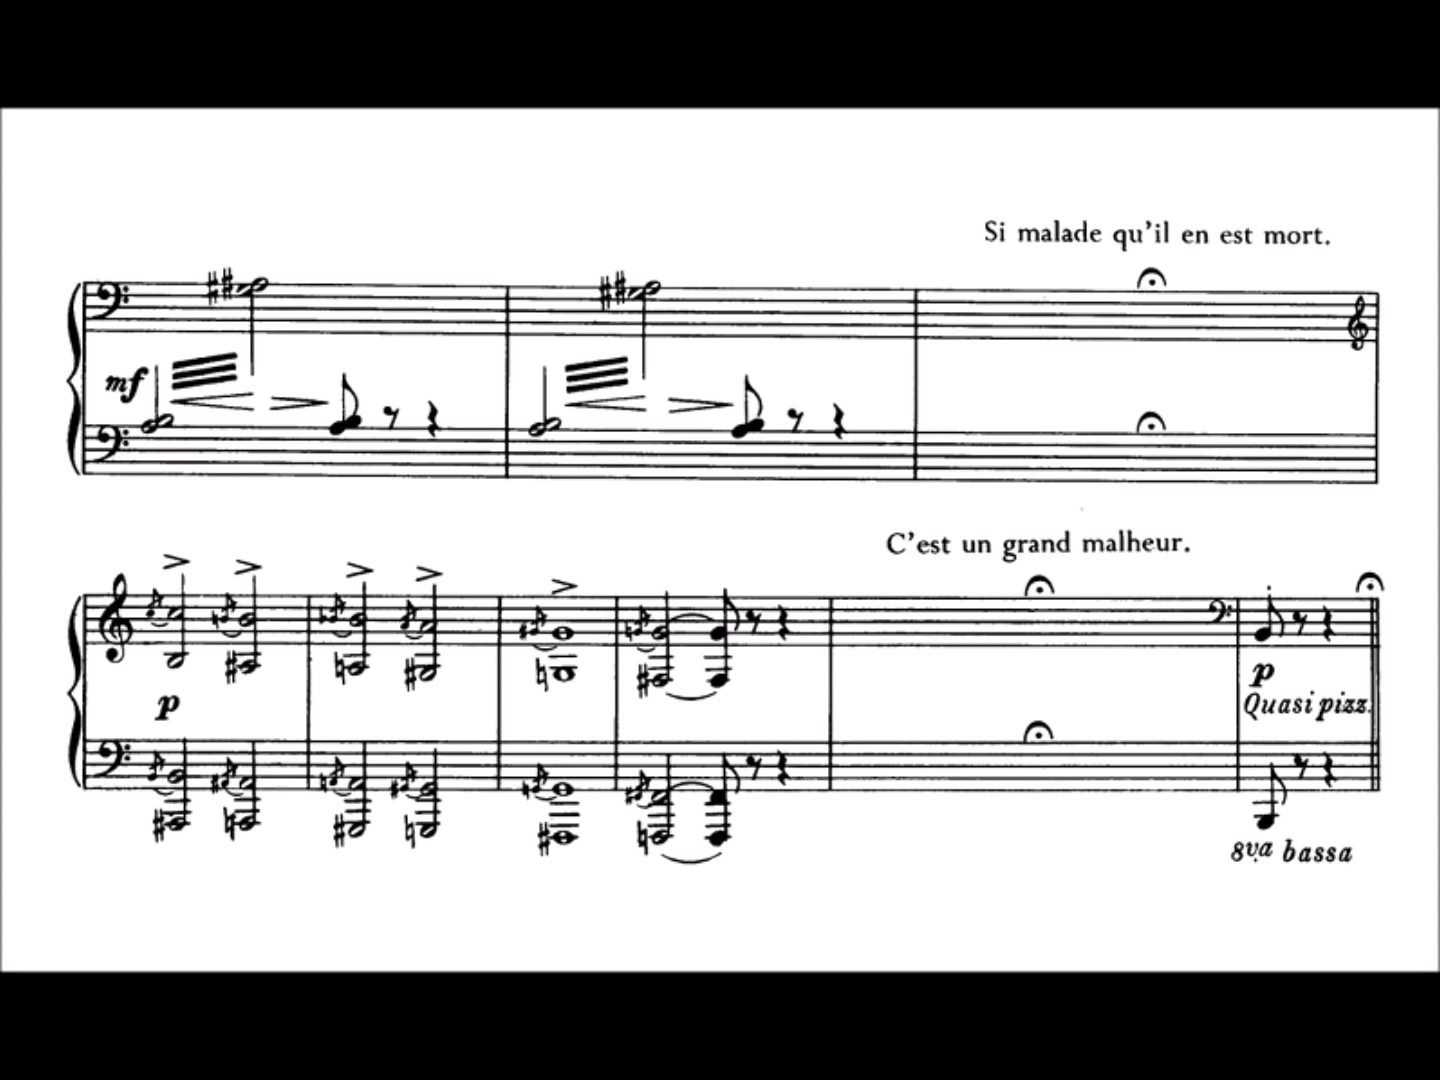 Si malade qu'il en est mort.
mf
C'est un grand malheur.
p
p
Quasi pizz.
8va bassa